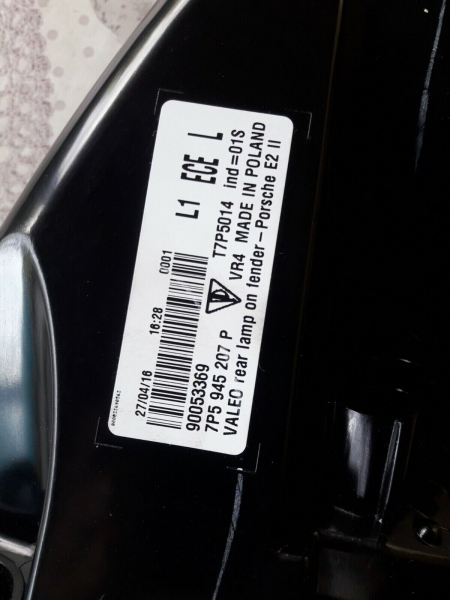 27/04/16 16:28 0001 L1 ECE L
90053369
7P5 945 207 P T7P5014 ind=01S
VALEO rear lamp on fender-Porsche E2 II
VR4 MADE IN POLAND